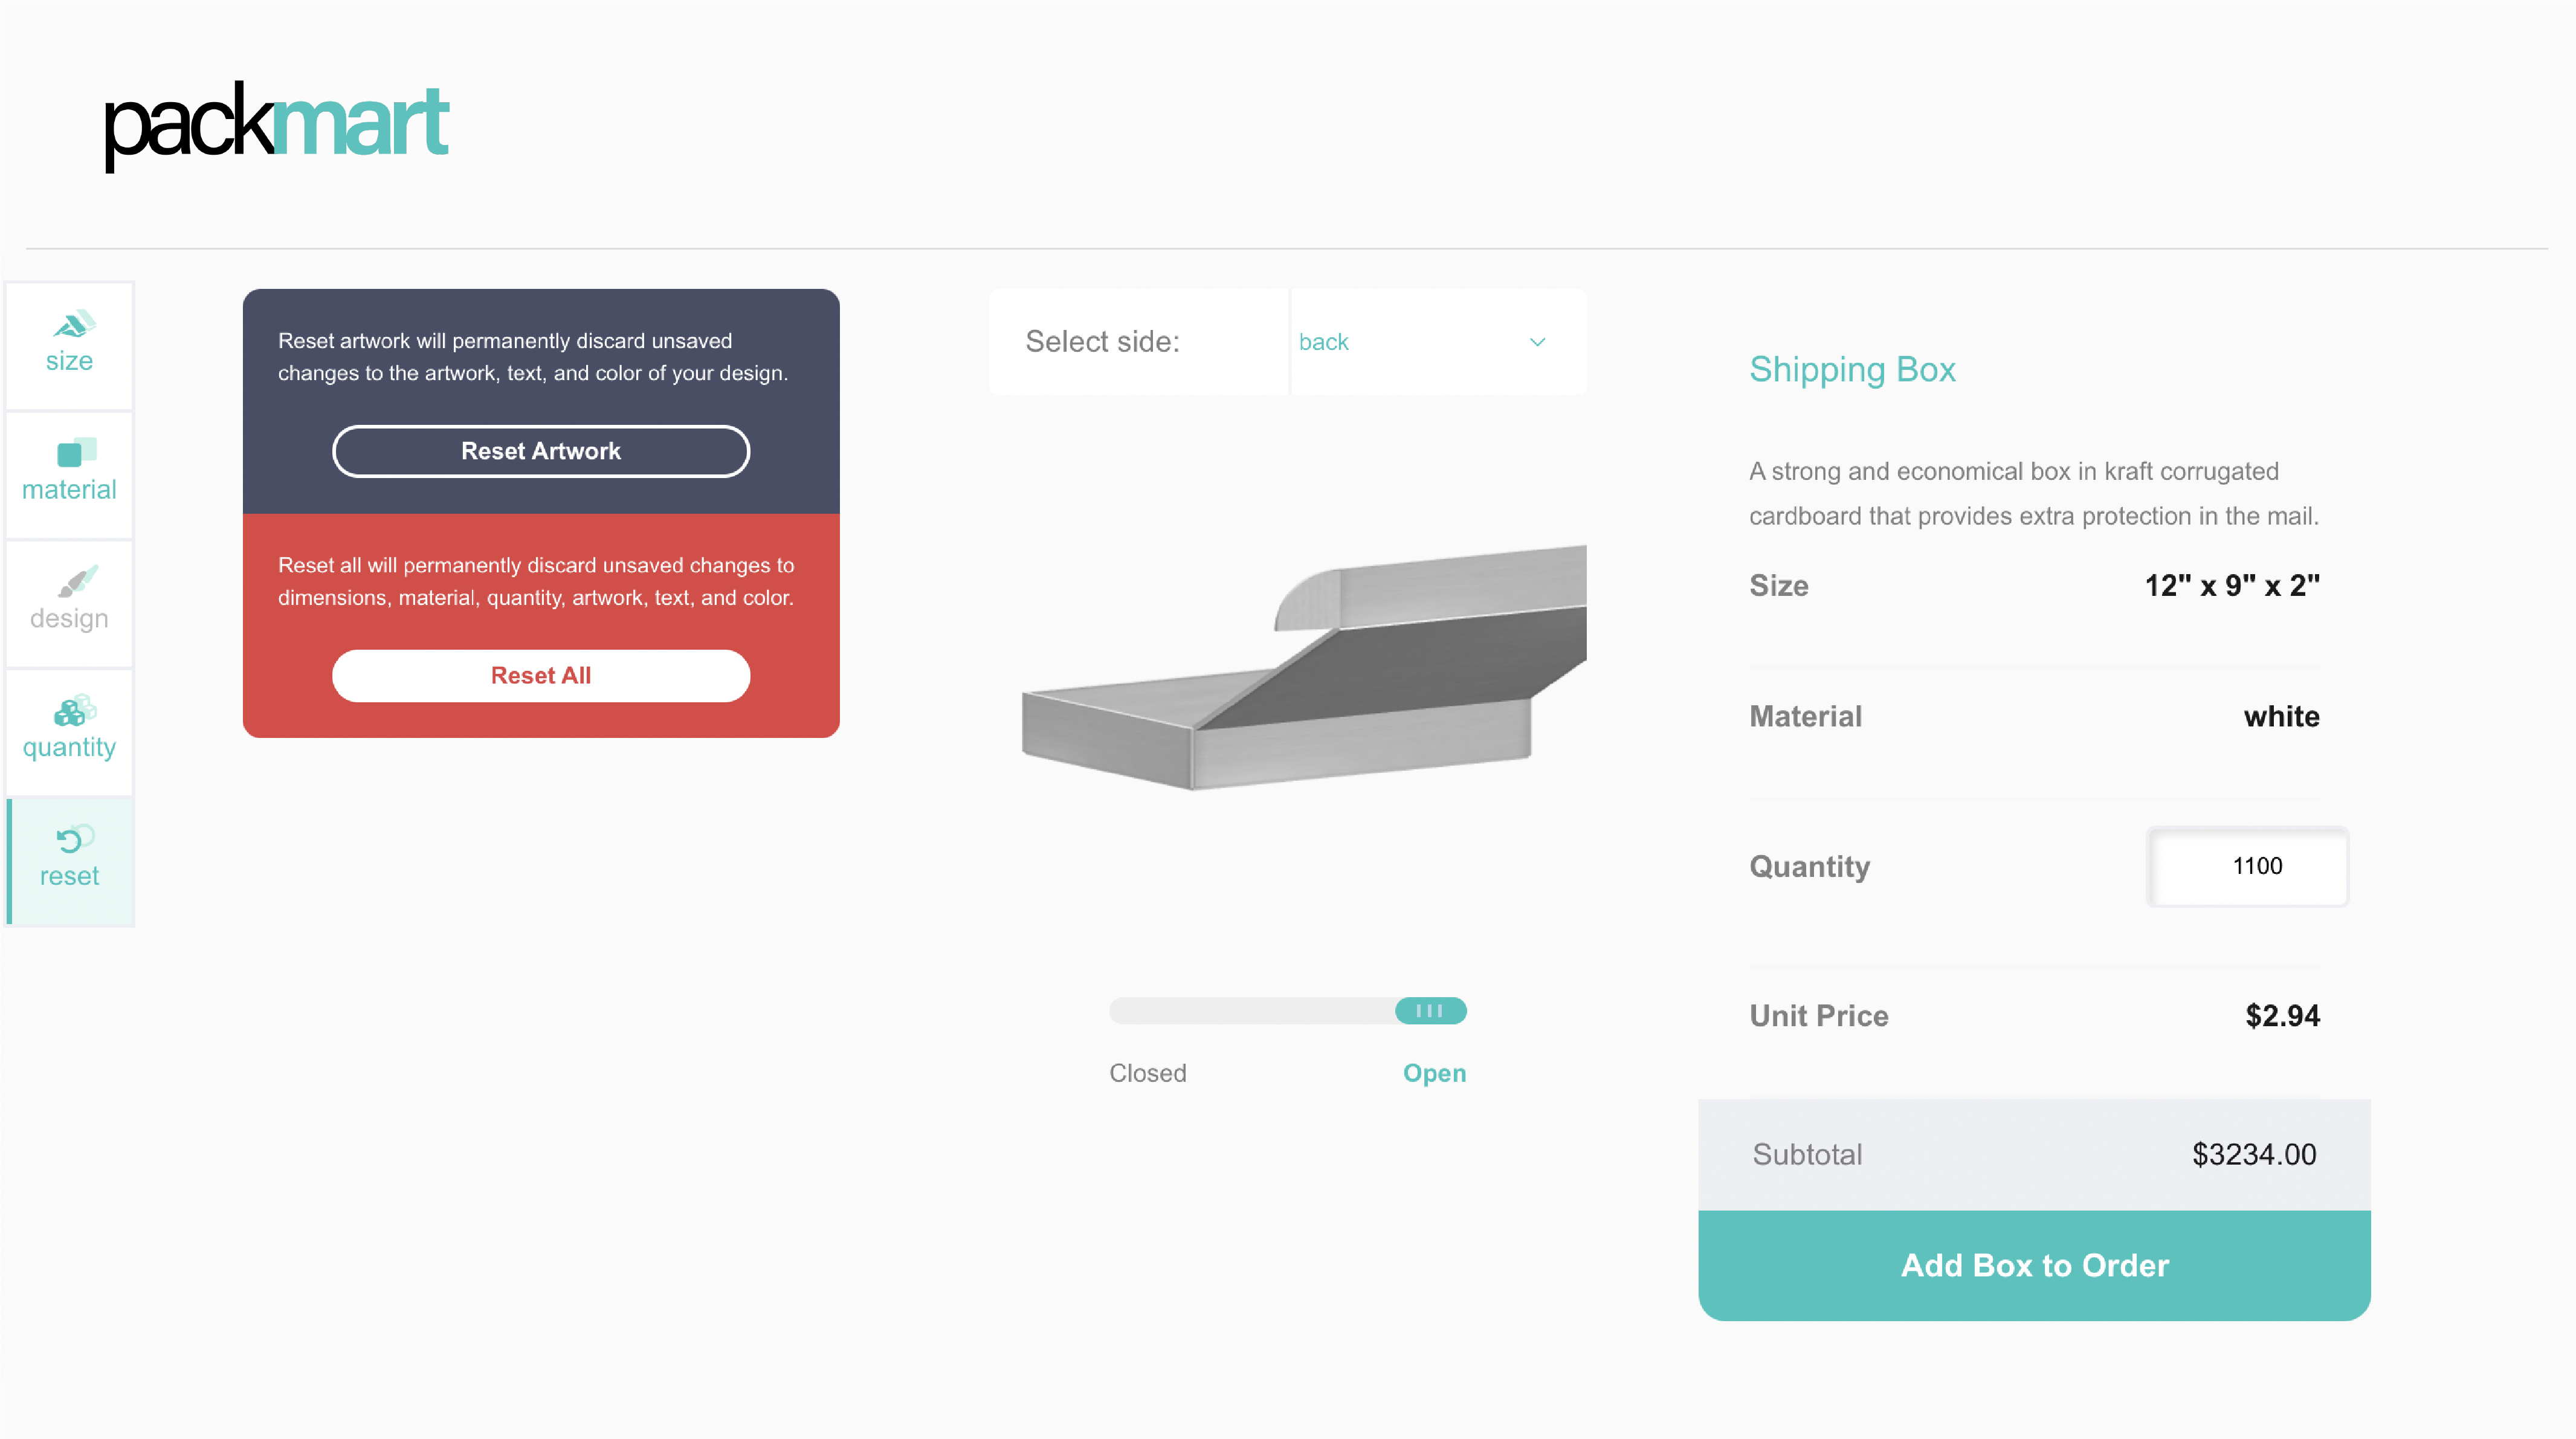 packmart
size
material
design
quantity
reset
Reset artwork will permanently discard unsaved
changes to the artwork, text, and color of your design.
Reset Artwork
Reset all will permanently discard unsaved changes to
dimensions, material, quantity, artwork, text, and color.
Reset All
Select side: back
Closed Open
Shipping Box
A strong and economical box in kraft corrugated
cardboard that provides extra protection in the mail.
Size 12" x 9" x 2"
Material white
Quantity 1100
Unit Price $2.94
Subtotal $3234.00
Add Box to Order